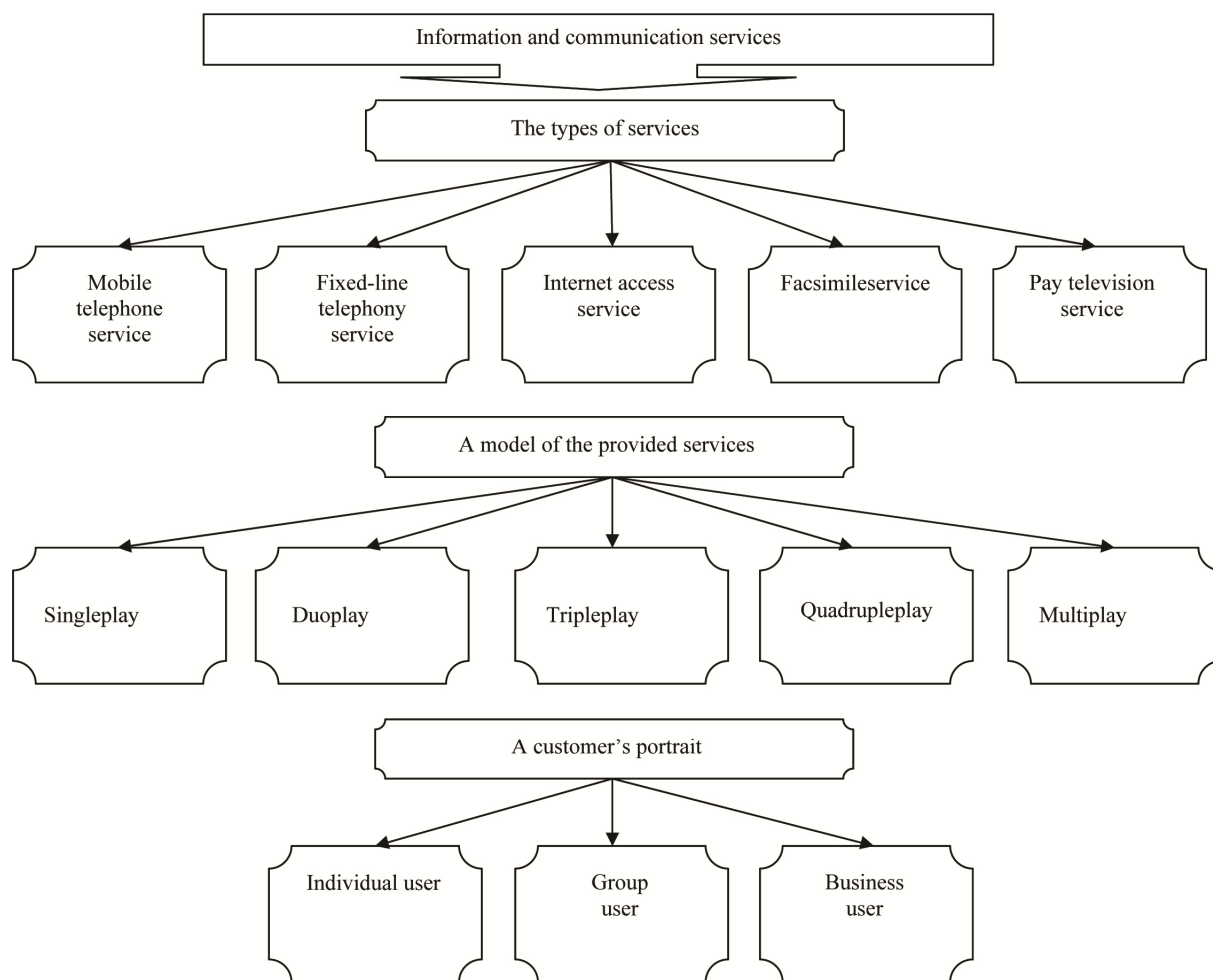 Information and communication services
The types of services
Mobile
telephone
service
Fixed-line
telephony
service
Internet access
service
Facsimileservice
Pay television
service
A model of the provided services
Singleplay
Duoplay
Tripleplay
Quadrupleplay
Multiplay
A customer’s portrait
Individual user
Group
user
Business
user